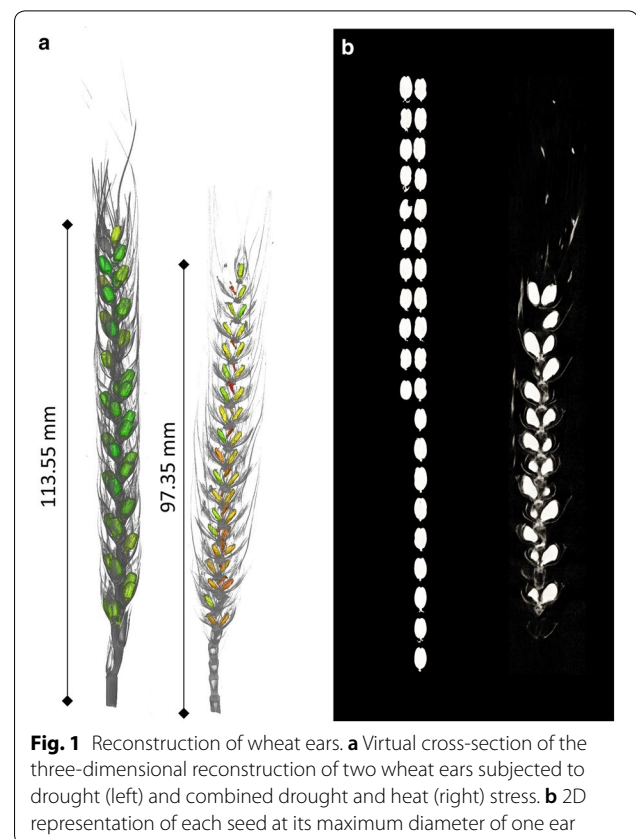 a
b
113.55 mm
97.35 mm
Fig. 1 Reconstruction of wheat ears. a Virtual cross-section of the
three-dimensional reconstruction of two wheat ears subjected to
drought (left) and combined drought and heat (right) stress. b 2D
representation of each seed at its maximum diameter of one ear